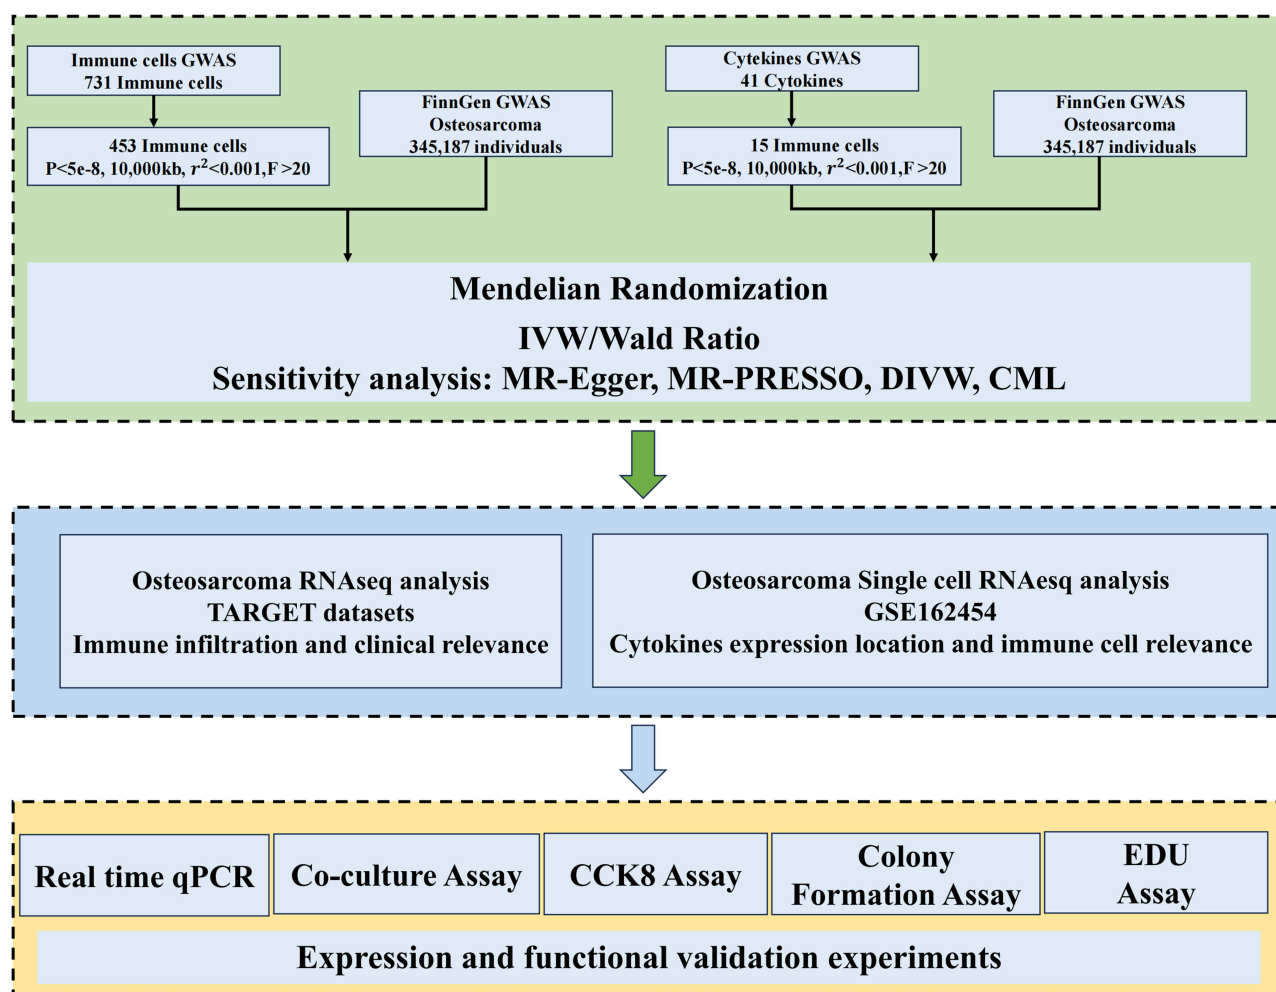 Immune cells GWAS
731 Immune cells
453 Immune cells
P<5e-8, 10,000kb, r²<0.001,F >20
FinnGen GWAS
Osteosarcoma
345,187 individuals
Cytekines GWAS
41 Cytokines
15 Immune cells
P<5e-8, 10,000kb, r²<0.001,F >20
FinnGen GWAS
Osteosarcoma
345,187 individuals
Mendelian Randomization
IVW/Wald Ratio
Sensitivity analysis: MR-Egger, MR-PRESSO, DIVW, CML
Osteosarcoma RNAseq analysis
TARGET datasets
Immune infiltration and clinical relevance
Osteosarcoma Single cell RNAesq analysis
GSE162454
Cytokines expression location and immune cell relevance
Real time qPCR
Co-culture Assay
CCK8 Assay
Colony
Formation Assay
EDU
Assay
Expression and functional validation experiments